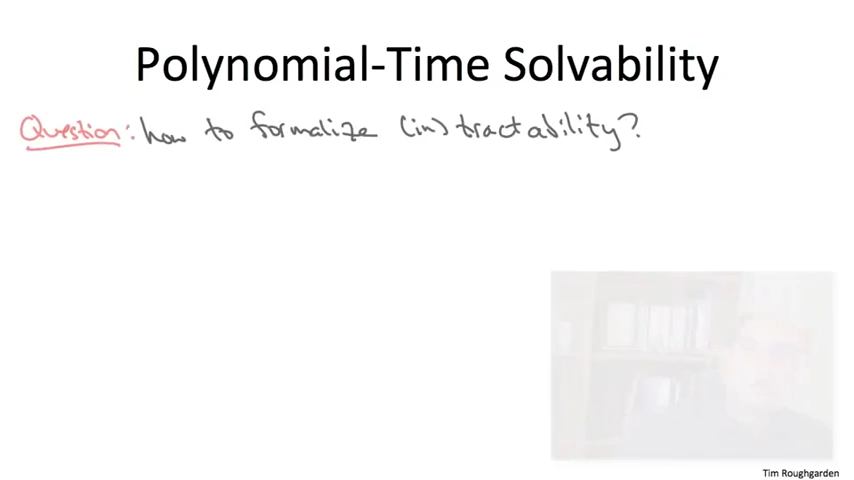 Polynomial-Time Solvability
Question: how to formalize (in)tractability?
Tim Roughgarden